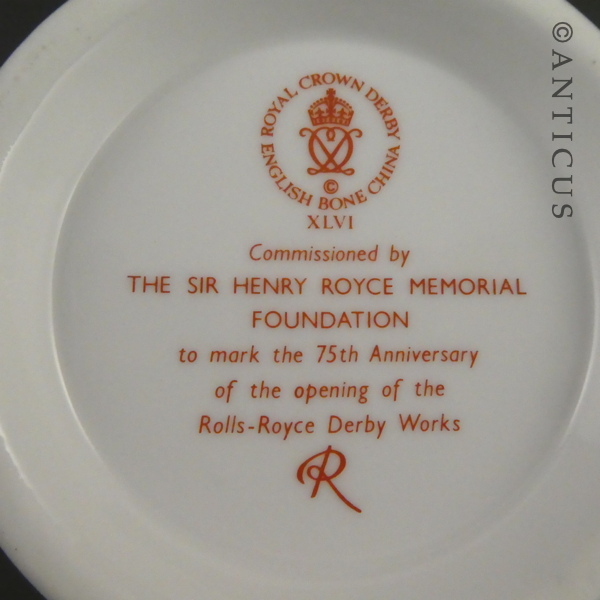 ROYAL CROWN DERBY
ENGLISH BONE CHINA
©
XLVI
Commissioned by
THE SIR HENRY ROYCE MEMORIAL
FOUNDATION
to mark the 75th Anniversary
of the opening of the
Rolls-Royce Derby Works
R
© ANTICUS